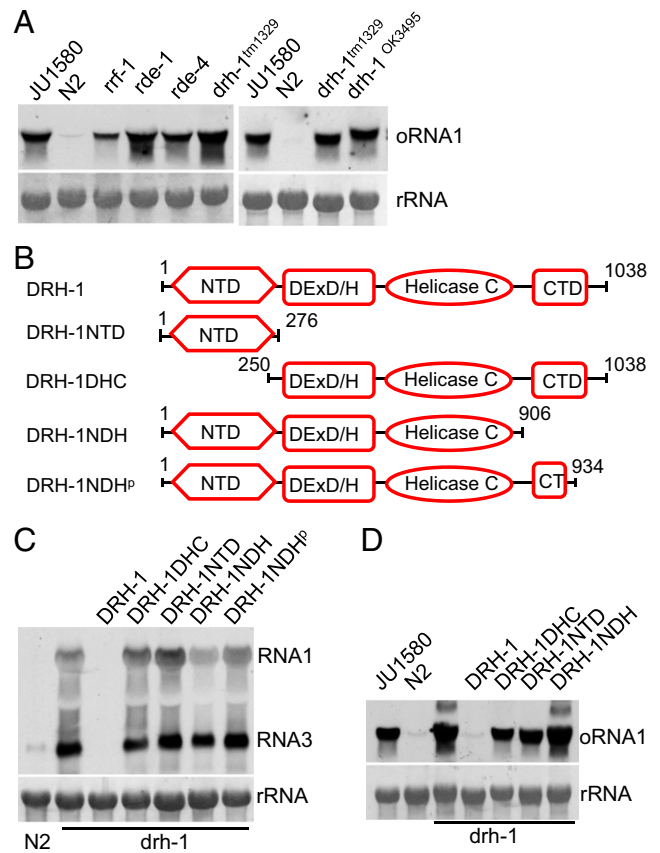 A
JU1580 N2 rrf-1 rde-1 rde-4 drh-1tm1329 JU1580 N2 drh-1tm1329 drh-1OK3495
oRNA1
rRNA
B
DRH-1 1 NTD DExD/H Helicase C CTD 1038
DRH-1NTD 1 NTD 276
DRH-1DHC 250 DExD/H Helicase C CTD 1038
DRH-1NDH 1 NTD DExD/H Helicase C 906
DRH-1NDHp 1 NTD DExD/H Helicase C CT 934
C
DRH-1 DRH-1DHC DRH-1NTD DRH-1NDH DRH-1NDHp
RNA1
RNA3
rRNA
N2 drh-1
D
JU1580 N2 DRH-1 DRH-1DHC DRH-1NTD DRH-1NDH
oRNA1
rRNA
drh-1